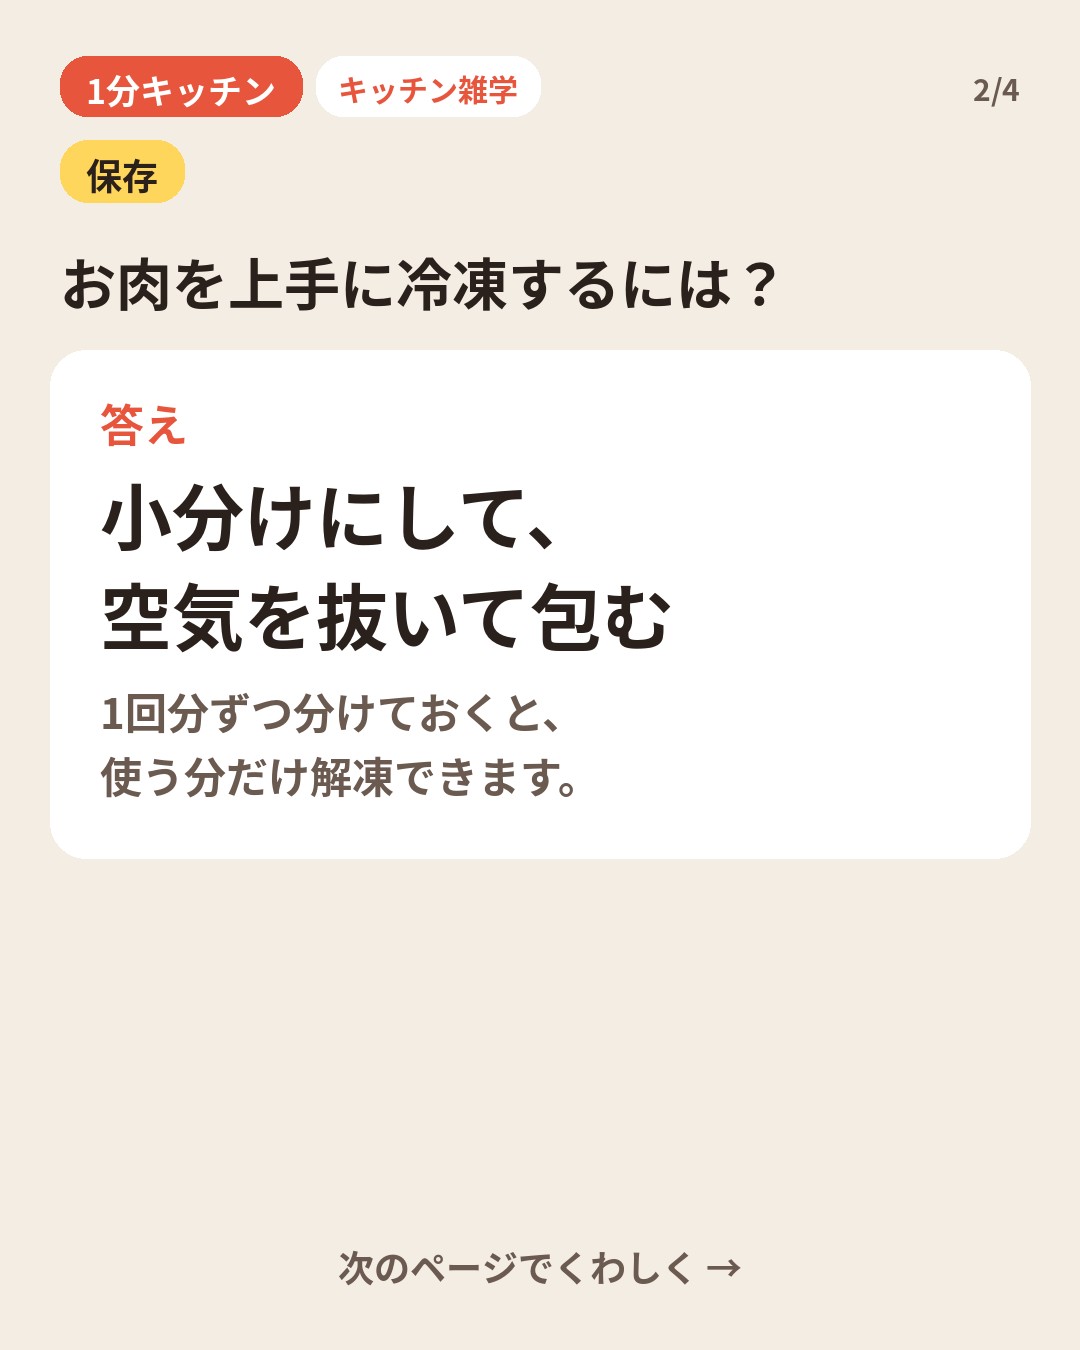 1分キッチン
キッチン雑学
2/4
保存
お肉を上手に冷凍するには？
答え
小分けにして、
空気を抜いて包む
1回分ずつ分けておくと、
使う分だけ解凍できます。
次のページでくわしく →